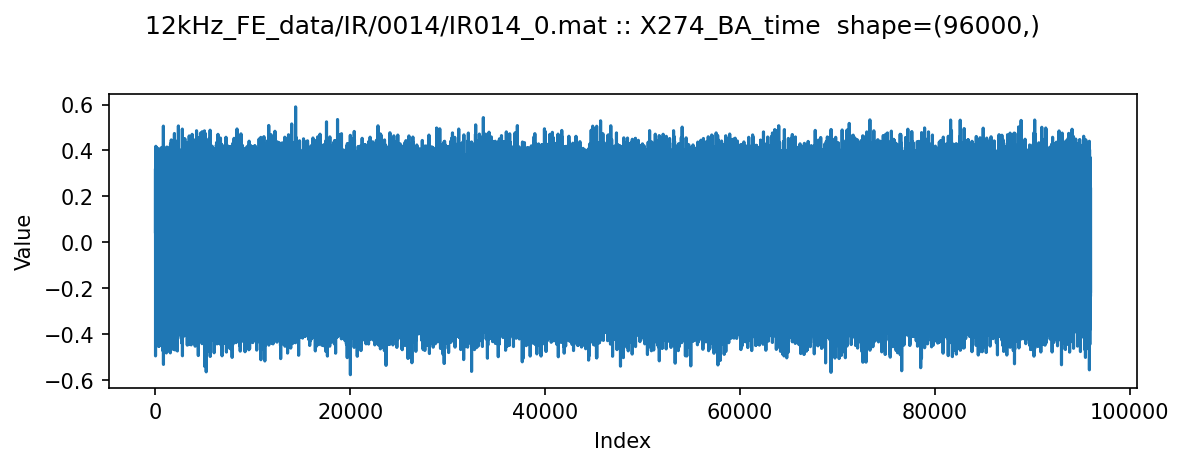 12kHz_FE_data/IR/0014/IR014_0.mat :: X274_BA_time  shape=(96000,)
0.6
0.4
0.2
0.0
−0.2
−0.4
−0.6
Value
0 20000 40000 60000 80000 100000
Index